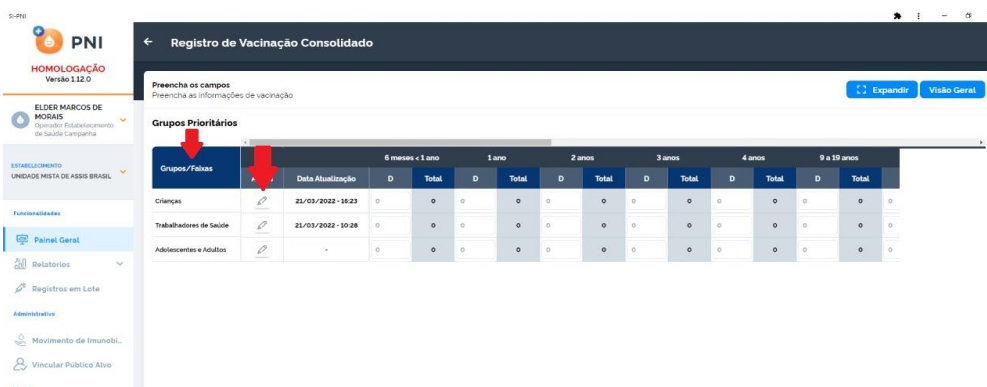 SI-PNI
PNI
HOMOLOGAÇÃO
Versão 1.12.0
ELDER MARCOS DE MORAIS
Operador Estabelecimento de Saúde Campanha
ESTABELECIMENTO
UNIDADE MISTA DE ASSIS BRASIL
Funcionalidades
Painel Geral
Relatórios
Registros em Lote
Administrativo
Movimento de Imunobi...
Vincular Público Alvo
Registro de Vacinação Consolidado
Preencha os campos
Preencha as informações de vacinação
Expandir
Visão Geral
Grupos Prioritários
6 meses < 1 ano 1 ano 2 anos 3 anos 4 anos 9 a 19 anos
Grupos/Faixas Data Atualização D Total D Total D Total D Total D Total D Total
Crianças 21/03/2022 - 16:23 0 0 0 0 0 0 0 0 0 0 0 0 0
Trabalhadores de Saúde 21/03/2022 - 10:28 0 0 0 0 0 0 0 0 0 0 0 0 0
Adolescentes e Adultos - 0 0 0 0 0 0 0 0 0 0 0 0 0